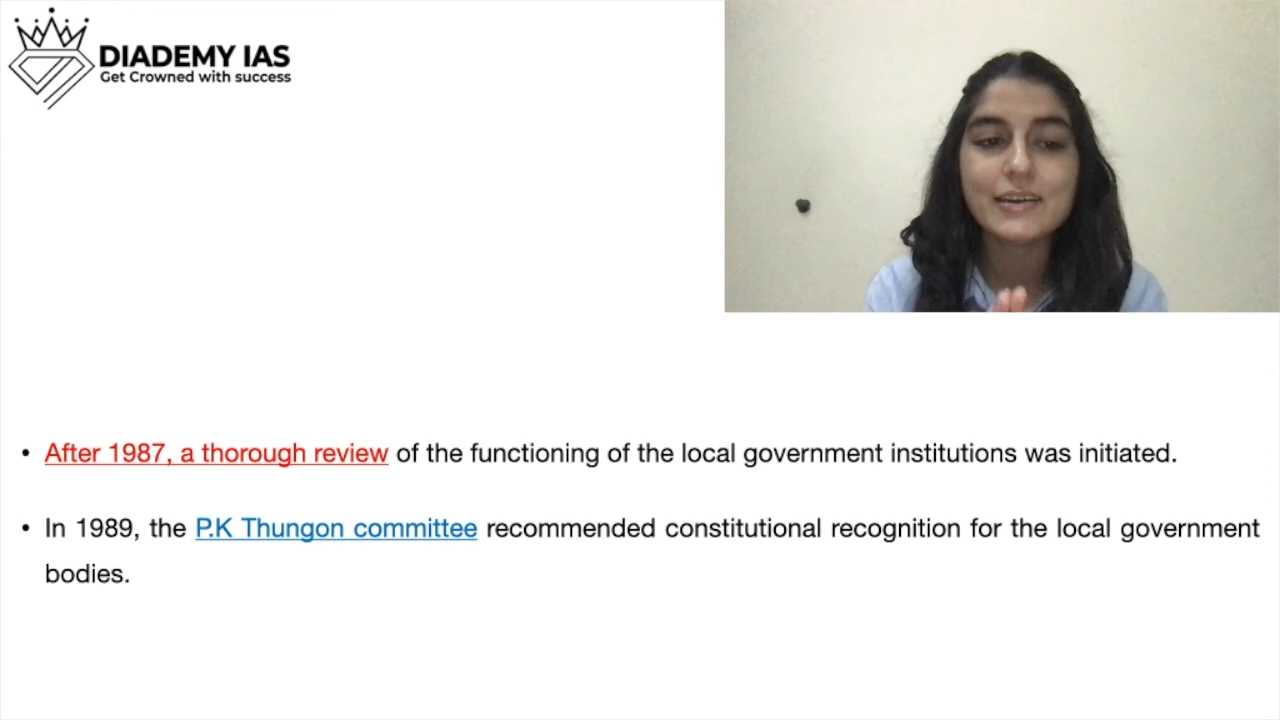 DIADEMY IAS
Get Crowned with success
• After 1987, a thorough review of the functioning of the local government institutions was initiated.
• In 1989, the P.K Thungon committee recommended constitutional recognition for the local government
bodies.